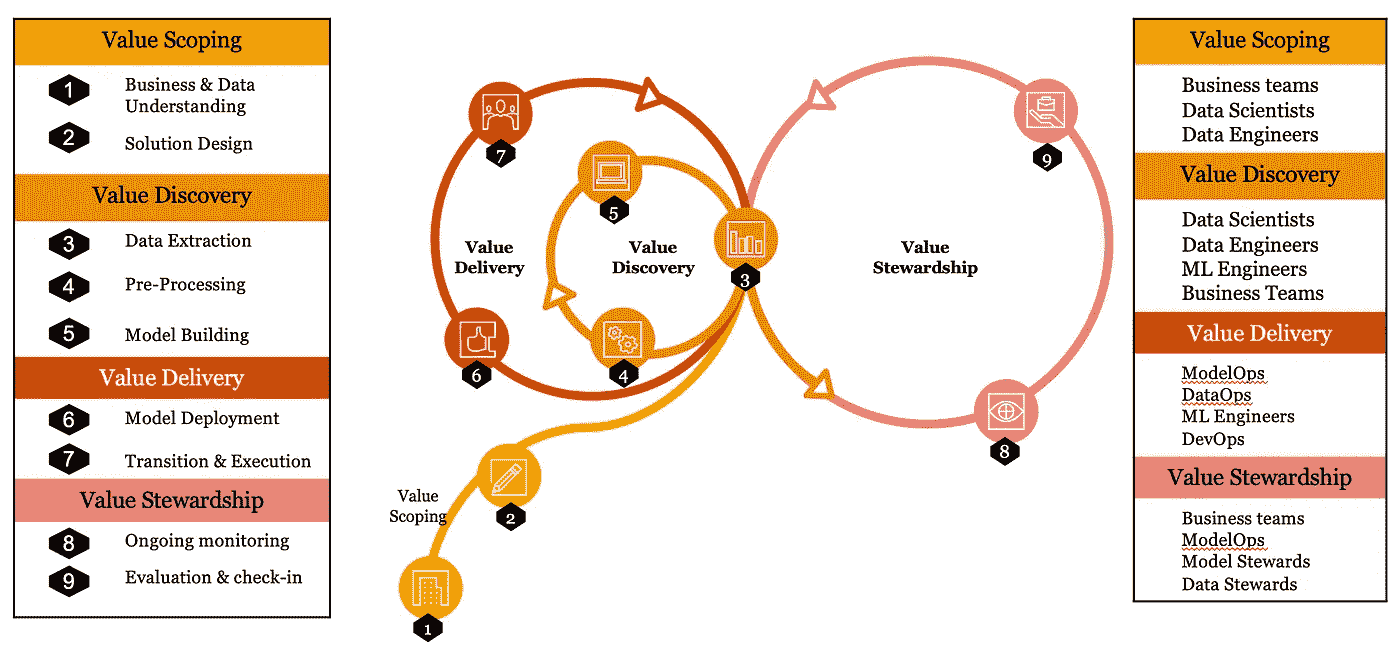 Value Scoping
1
Business & Data
Understanding
2
Solution Design
Value Discovery
3
Data Extraction
4
Pre-Processing
5
Model Building
Value Delivery
6
Model Deployment
7
Transition & Execution
Value Stewardship
8
Ongoing monitoring
9
Evaluation & check-in
7
5
Value
Delivery
Value
Discovery
3
6
4
Value
Scoping
2
1
9
Value
Stewardship
8
Value Scoping
Business teams
Data Scientists
Data Engineers
Value Discovery
Data Scientists
Data Engineers
ML Engineers
Business Teams
Value Delivery
ModelOps
DataOps
ML Engineers
DevOps
Value Stewardship
Business teams
ModelOps
Model Stewards
Data Stewards